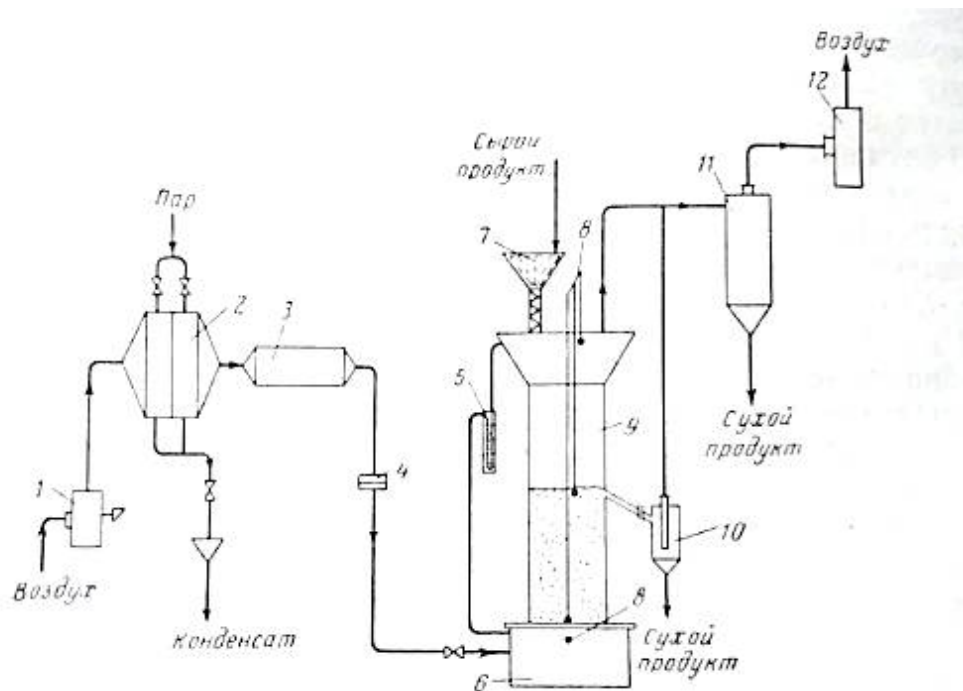 Воздух
12
Сырой
продукт
11
Пар
7
8
2
3
5
9
Сухой
продукт
4
1
10
Воздух
8
Конденсат
Сухой
продукт
6